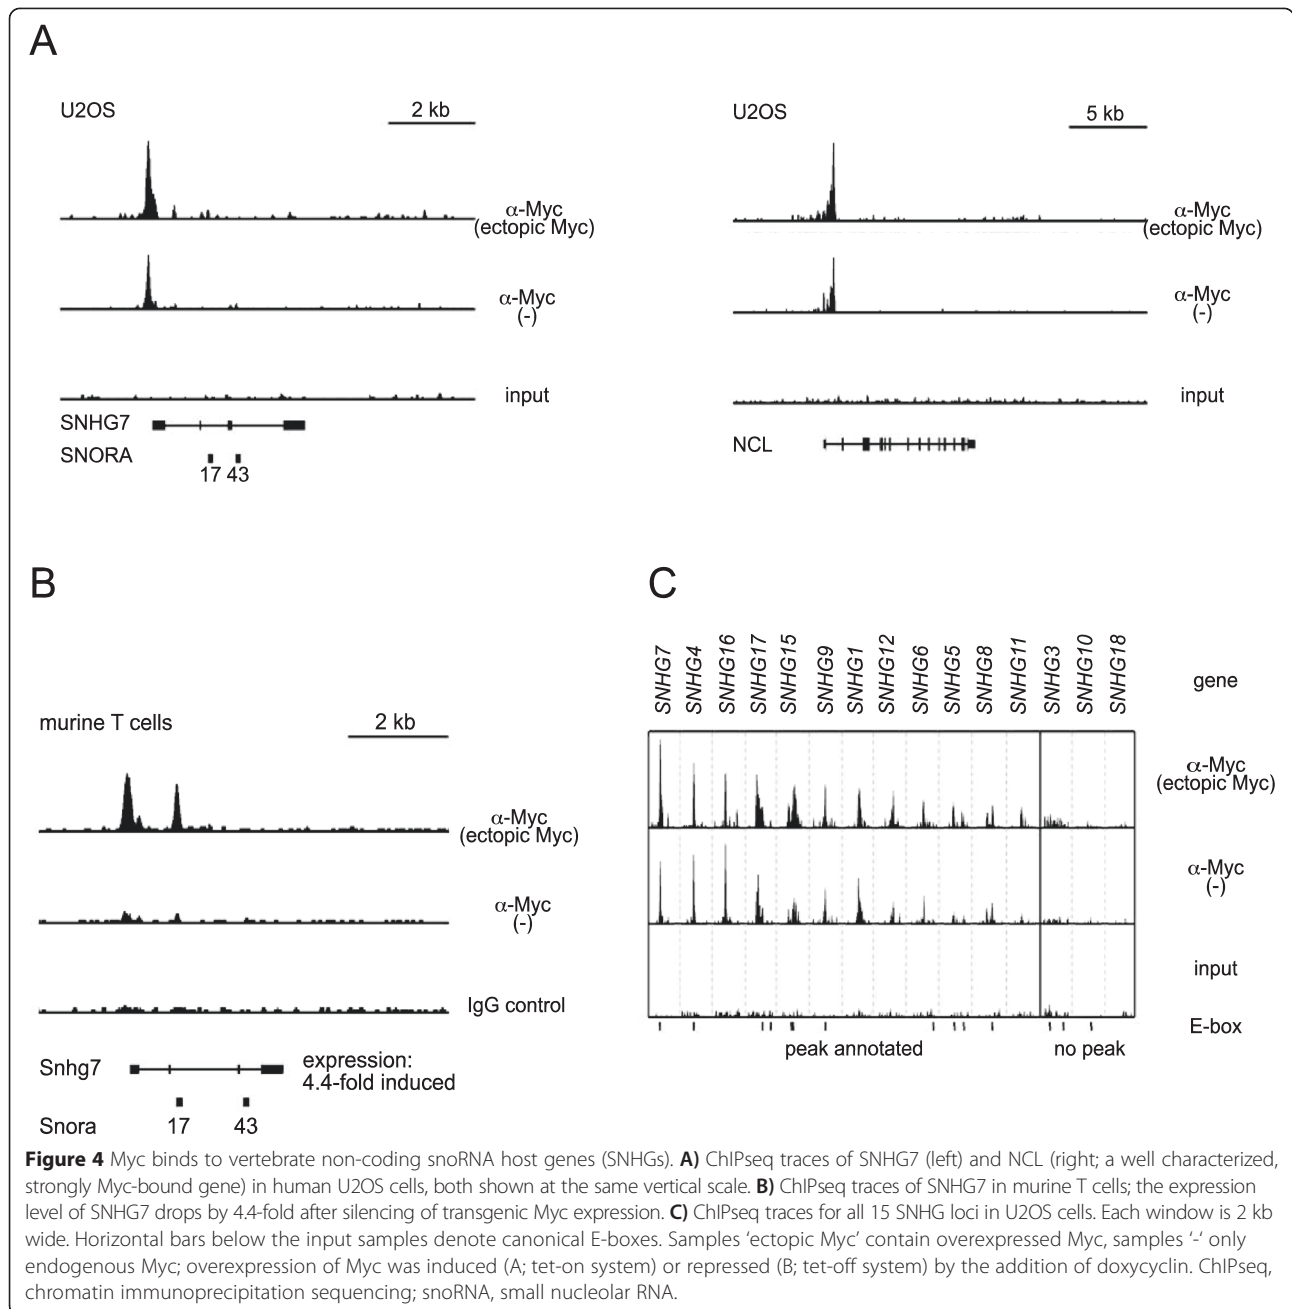 A
U2OS
2 kb
α-Myc
(ectopic Myc)
α-Myc
(-)
input
SNHG7
SNORA
17 43
U2OS
5 kb
α-Myc
(ectopic Myc)
α-Myc
(-)
input
NCL
B
murine T cells
2 kb
α-Myc
(ectopic Myc)
α-Myc
(-)
IgG control
Snhg7
expression:
4.4-fold induced
Snora
17 43
C
SNHG7 SNHG4 SNHG16 SNHG17 SNHG15 SNHG9 SNHG1 SNHG12 SNHG6 SNHG5 SNHG8 SNHG11 SNHG3 SNHG10 SNHG18
gene
α-Myc
(ectopic Myc)
α-Myc
(-)
input
E-box
peak annotated no peak
Figure 4 Myc binds to vertebrate non-coding snoRNA host genes (SNHGs). A) ChIPseq traces of SNHG7 (left) and NCL (right; a well characterized,
strongly Myc-bound gene) in human U2OS cells, both shown at the same vertical scale. B) ChIPseq traces of SNHG7 in murine T cells; the expression
level of SNHG7 drops by 4.4-fold after silencing of transgenic Myc expression. C) ChIPseq traces for all 15 SNHG loci in U2OS cells. Each window is 2 kb
wide. Horizontal bars below the input samples denote canonical E-boxes. Samples ‘ectopic Myc’ contain overexpressed Myc, samples ‘-‘ only
endogenous Myc; overexpression of Myc was induced (A; tet-on system) or repressed (B; tet-off system) by the addition of doxycyclin. ChIPseq,
chromatin immunoprecipitation sequencing; snoRNA, small nucleolar RNA.